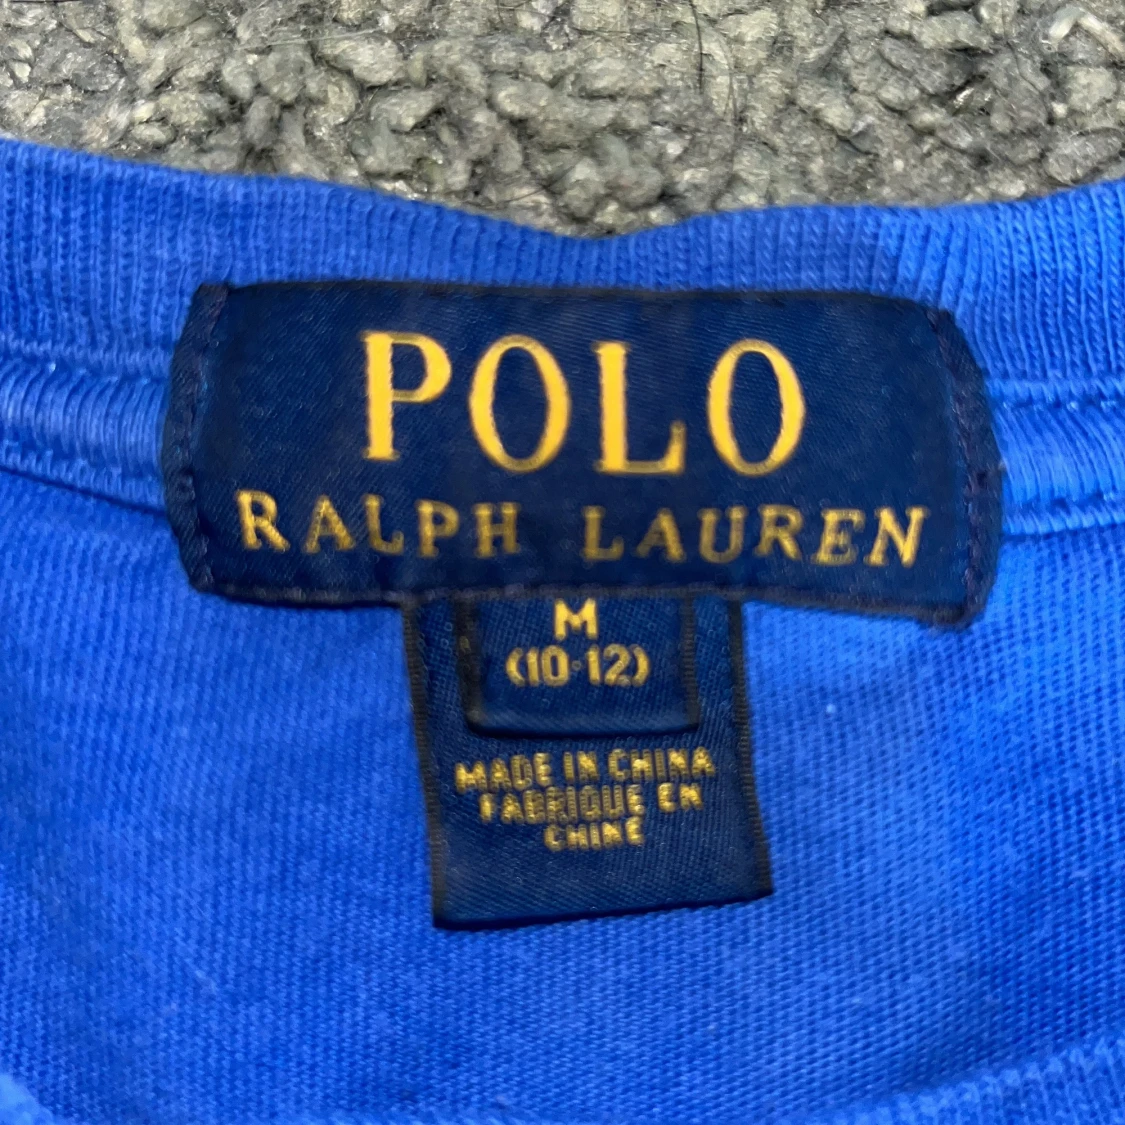 POLO
RALPH LAUREN
M
(10-12)
MADE IN CHINA
FABRIQUE EN
CHINE